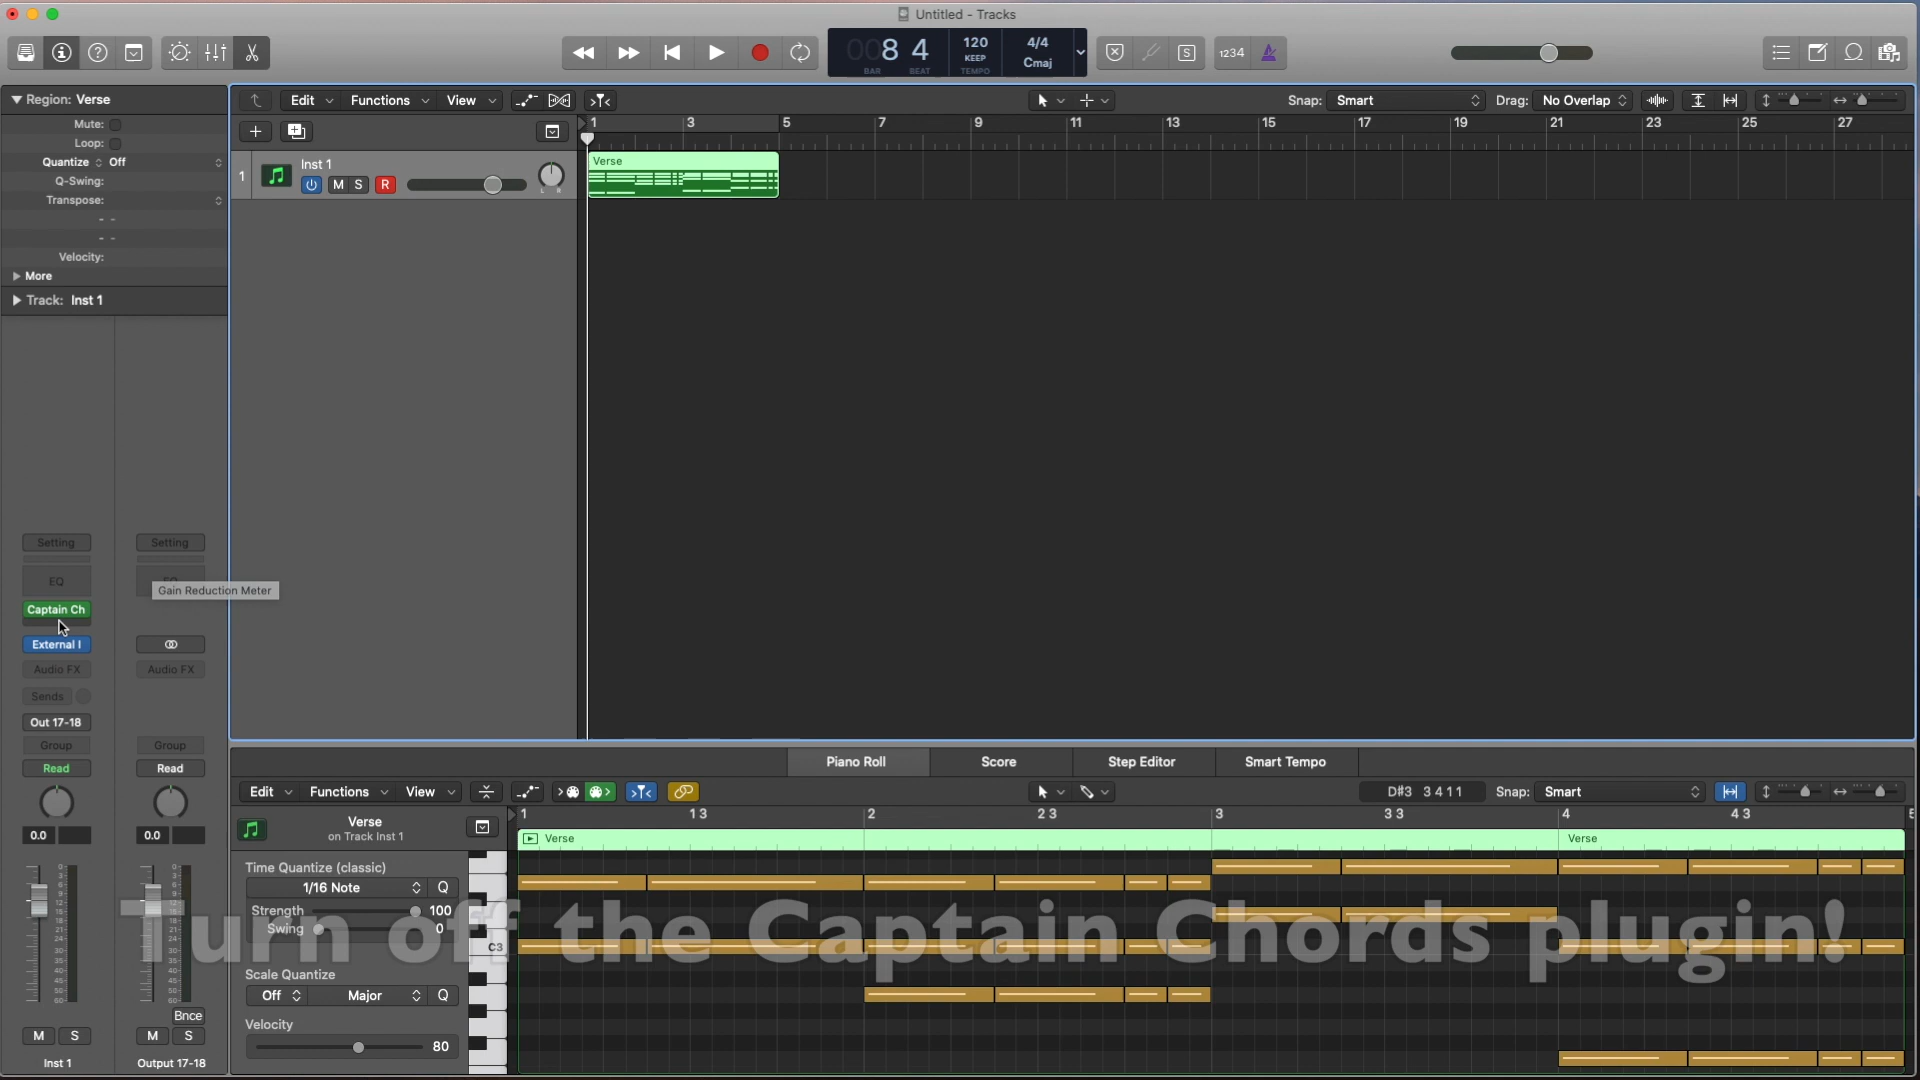 Untitled - Tracks
008 4
BAR BEAT
120
KEEP
TEMPO
4/4
Cmaj
S
1234
Region: Verse
Mute:
Loop:
Quantize Off
Q-Swing:
Transpose:
- -
- -
Velocity:
More
Track: Inst 1
Edit Functions View
Snap: Smart
Drag: No Overlap
1 3 5 7 9 11 13 15 17 19 21 23 25 27
1
Inst 1
M S R
L R
Verse
Setting Setting
EQ EQ
Gain Reduction Meter
Captain Ch
External I
Audio FX Audio FX
Sends
Out 17-18
Group Group
Read Read
0.0 0.0
Bnce
M S M S
Inst 1 Output 17-18
Piano Roll Score Step Editor Smart Tempo
Edit Functions View
D#3 3 4 1 1
Snap: Smart
1 1 3 2 2 3 3 3 3 4 4 3 5
Verse
on Track Inst 1
Verse Verse
Time Quantize (classic)
1/16 Note Q
Strength 100
Swing 0
C3
Scale Quantize
Off Major Q
Velocity
80
Turn off the Captain Chords plugin!